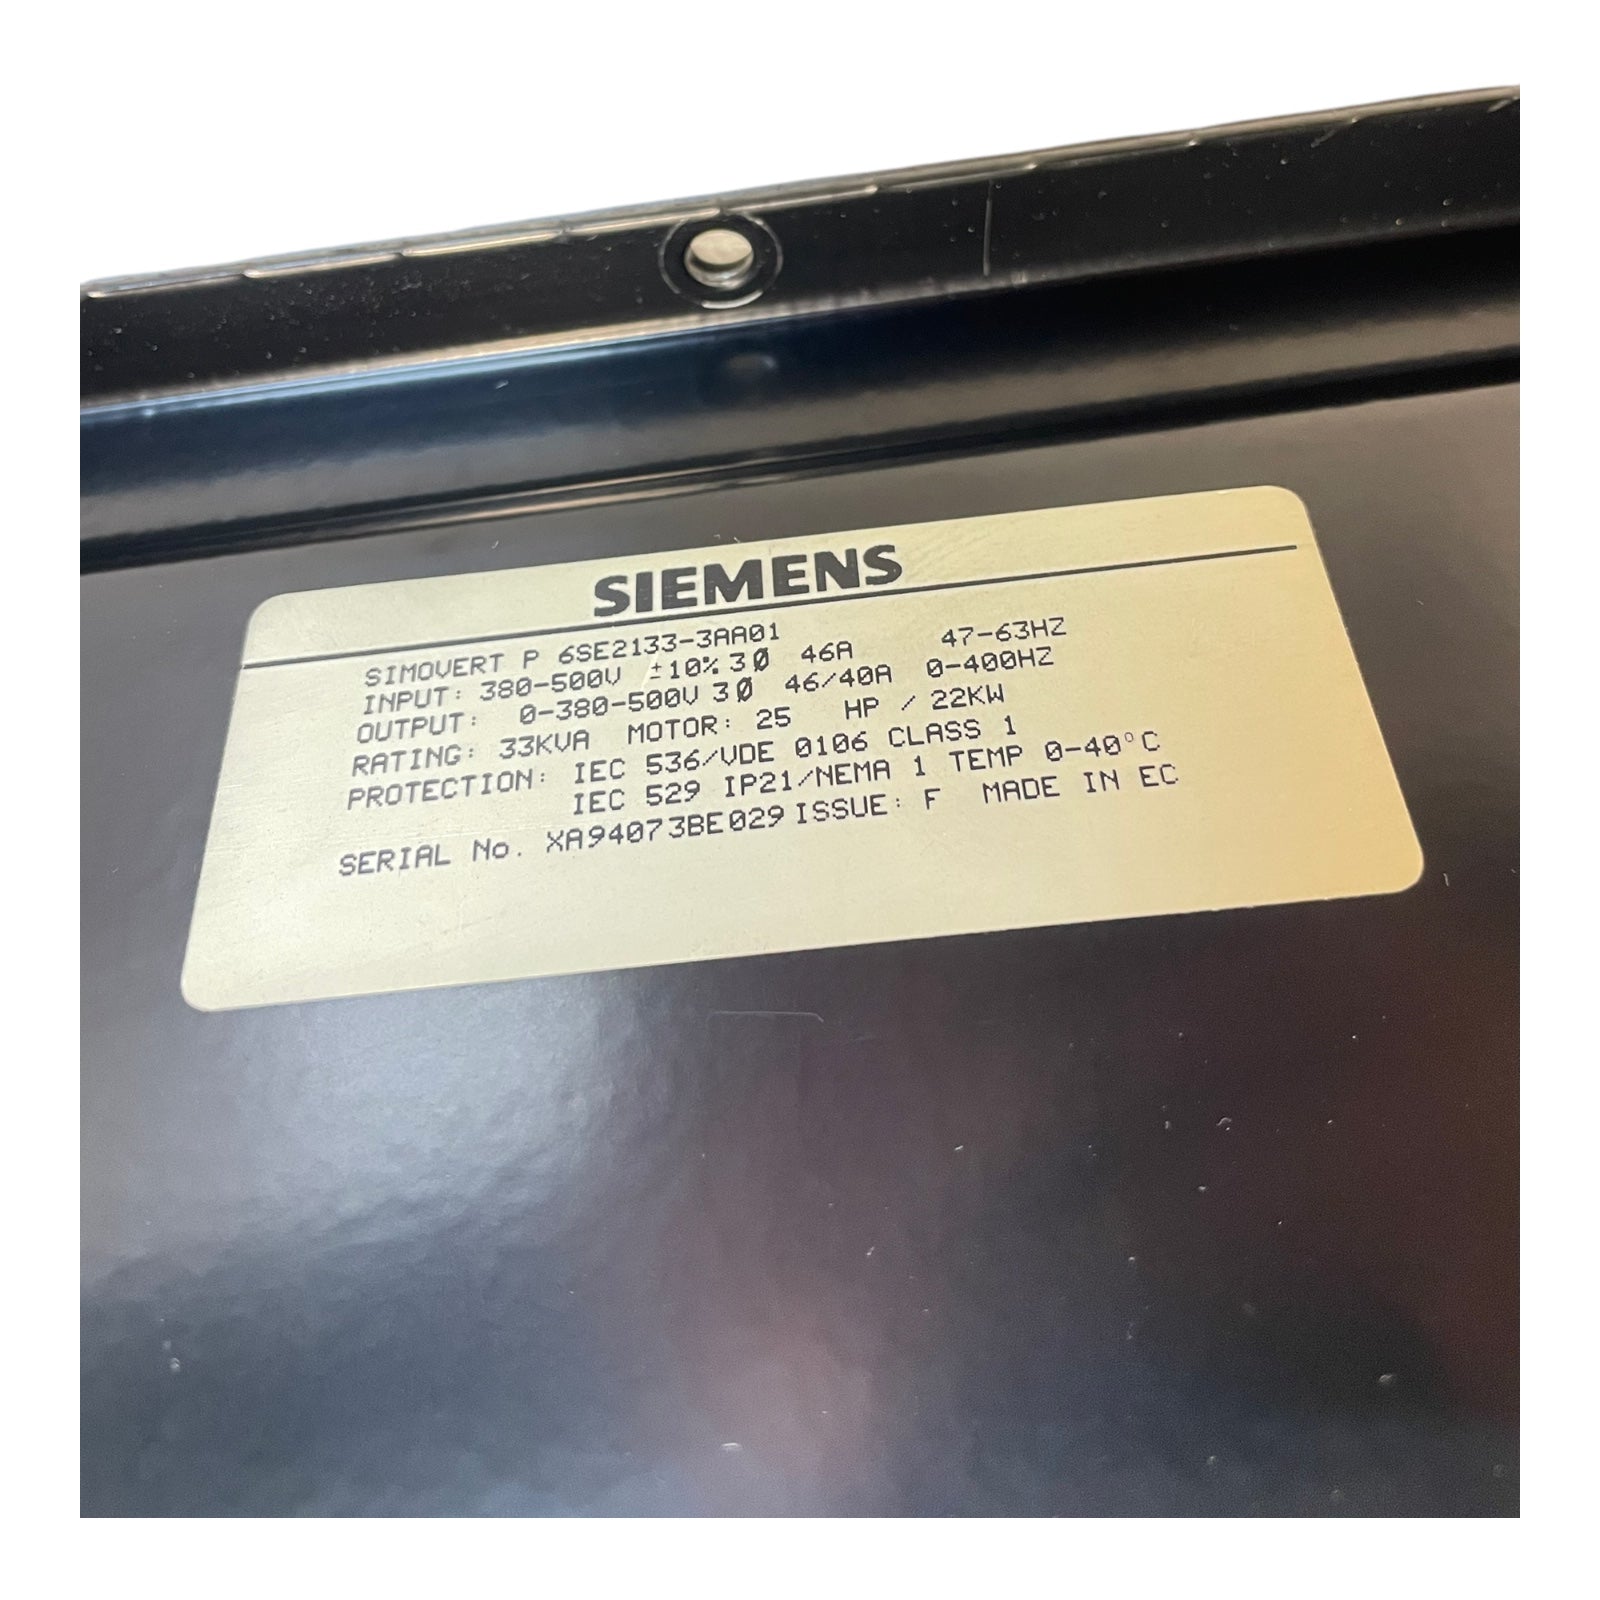 SIEMENS
SIMOVERT P 6SE2133-3AA01
INPUT: 380-500V ±10% 3Ø 46A 47-63HZ
OUTPUT: 0-380-500V 3Ø 46/40A 0-400HZ
RATING: 33KVA MOTOR: 25 HP / 22KW
PROTECTION: IEC 536/VDE 0106 CLASS 1
IEC 529 IP21/NEMA 1 TEMP 0-40°C
SERIAL No. XA94073BE029 ISSUE: F MADE IN EC